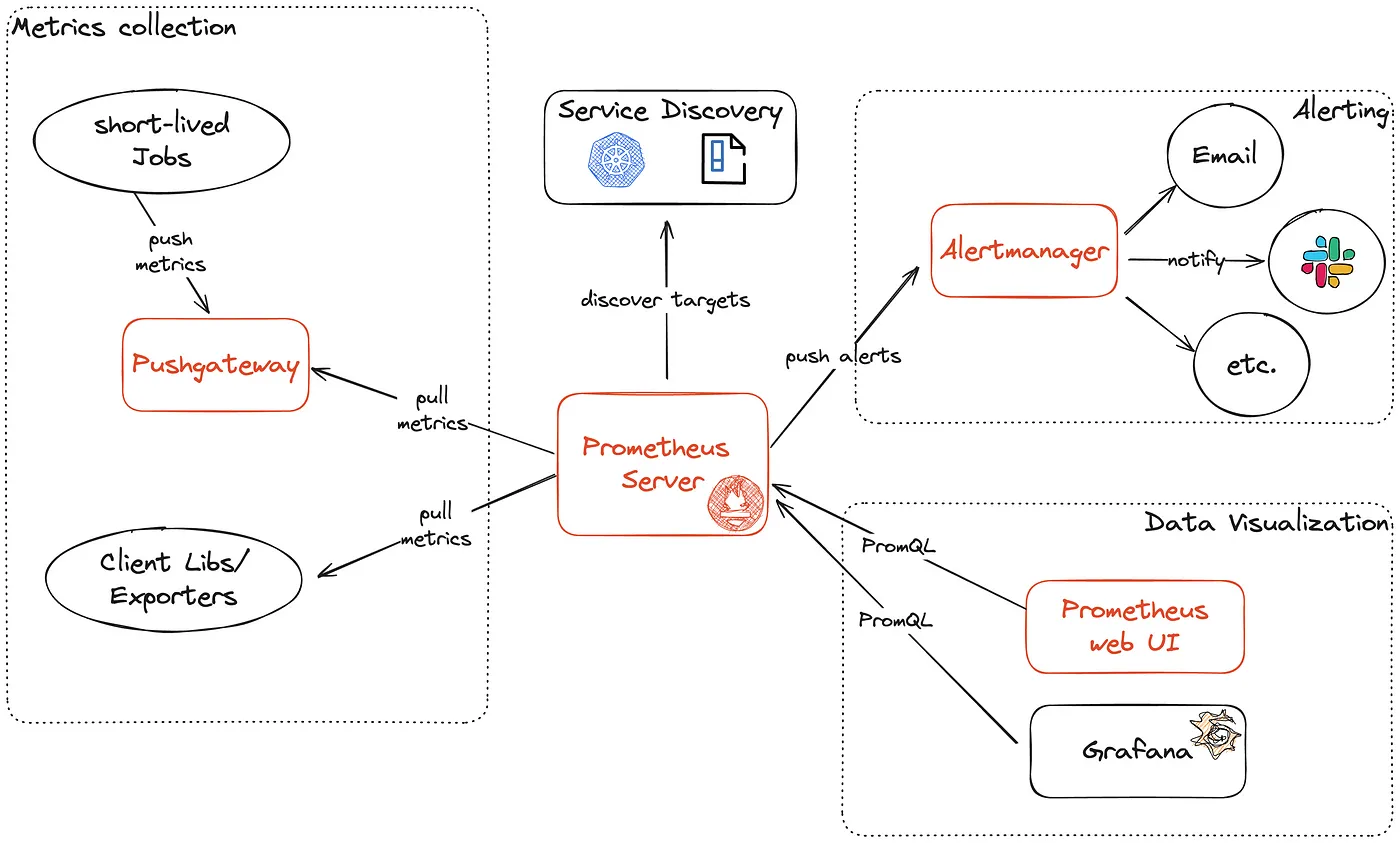 Metrics collection
short-lived
Jobs
push
metrics
Pushgateway
pull
metrics
pull
metrics
Client Libs/
Exporters
Service Discovery
discover targets
Prometheus
Server
push alerts
Alerting
Alertmanager
Email
notify
etc.
Data Visualization
PromQL
PromQL
Prometheus
web UI
Grafana